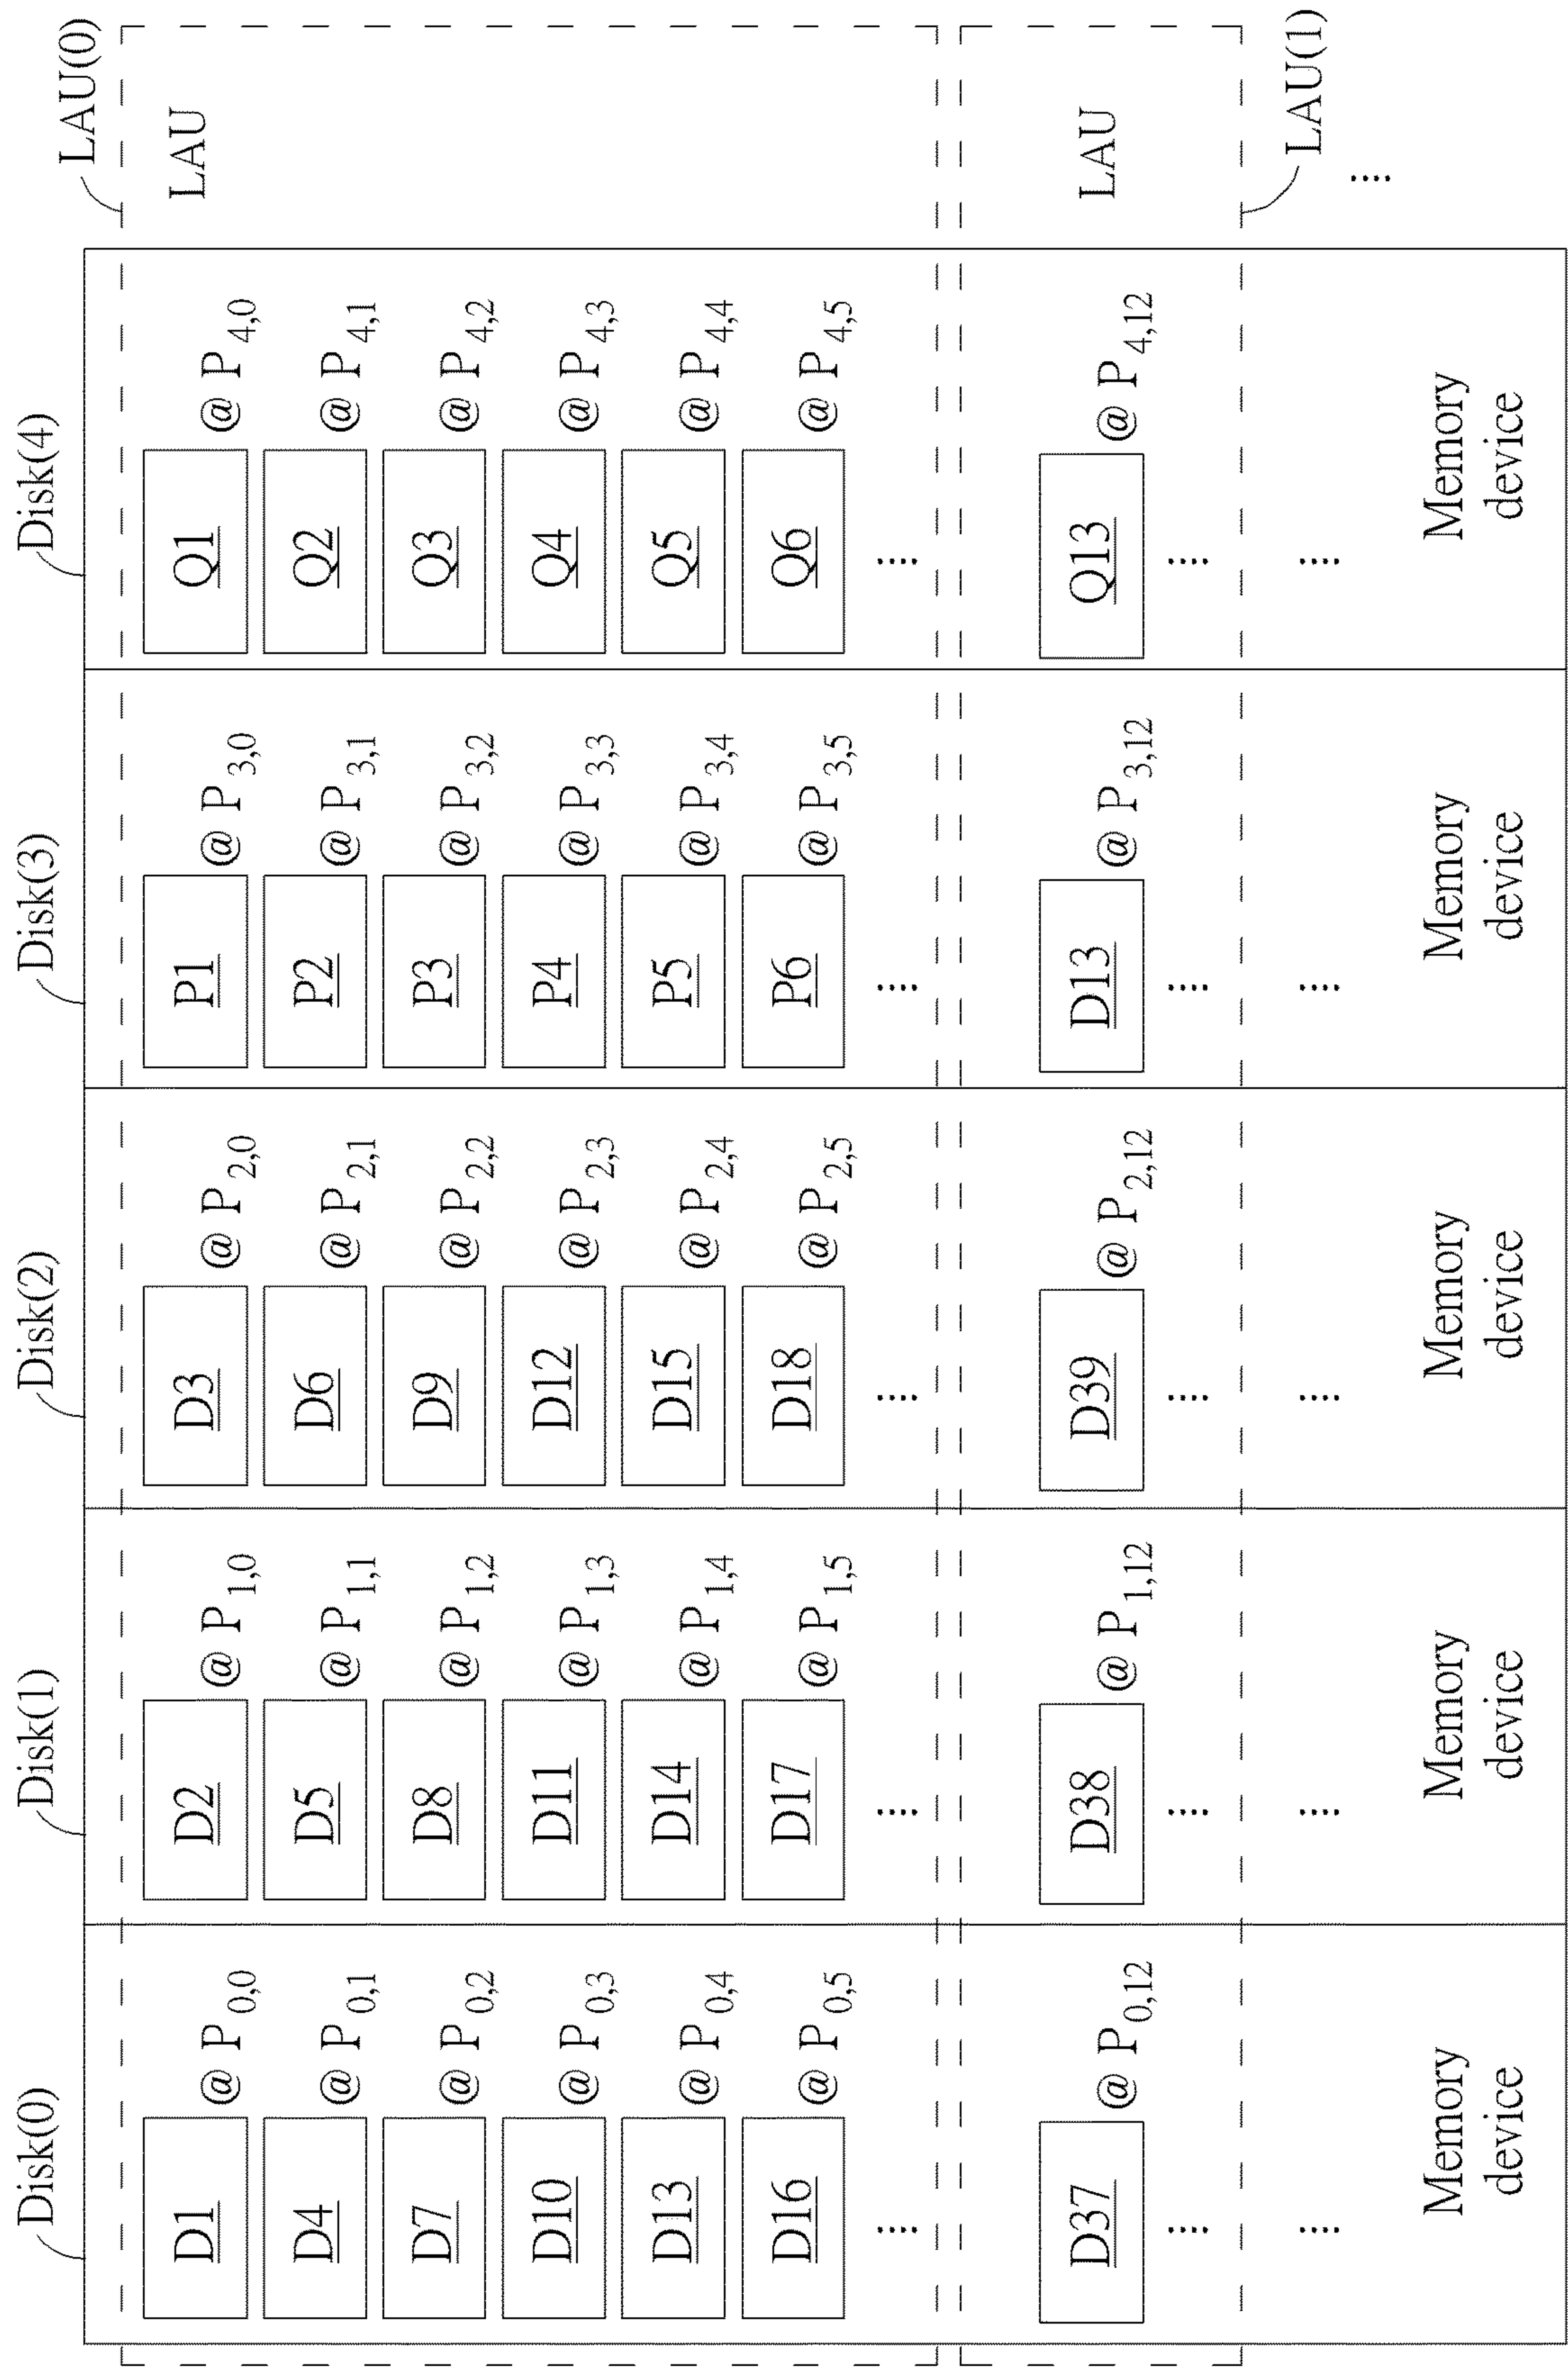 Disk(0) Disk(1) Disk(2) Disk(3) Disk(4)
LAU(0)
LAU
D1 @ P0,0 D2 @ P1,0 D3 @ P2,0 P1 @ P3,0 Q1 @ P4,0
D4 @ P0,1 D5 @ P1,1 D6 @ P2,1 P2 @ P3,1 Q2 @ P4,1
D7 @ P0,2 D8 @ P1,2 D9 @ P2,2 P3 @ P3,2 Q3 @ P4,2
D10 @ P0,3 D11 @ P1,3 D12 @ P2,3 P4 @ P3,3 Q4 @ P4,3
D13 @ P0,4 D14 @ P1,4 D15 @ P2,4 P5 @ P3,4 Q5 @ P4,4
D16 @ P0,5 D17 @ P1,5 D18 @ P2,5 P6 @ P3,5 Q6 @ P4,5
LAU
D37 @ P0,12 D38 @ P1,12 D39 @ P2,12 D13 @ P3,12 Q13 @ P4,12
LAU(1)
Memory Memory Memory Memory Memory
device device device device device